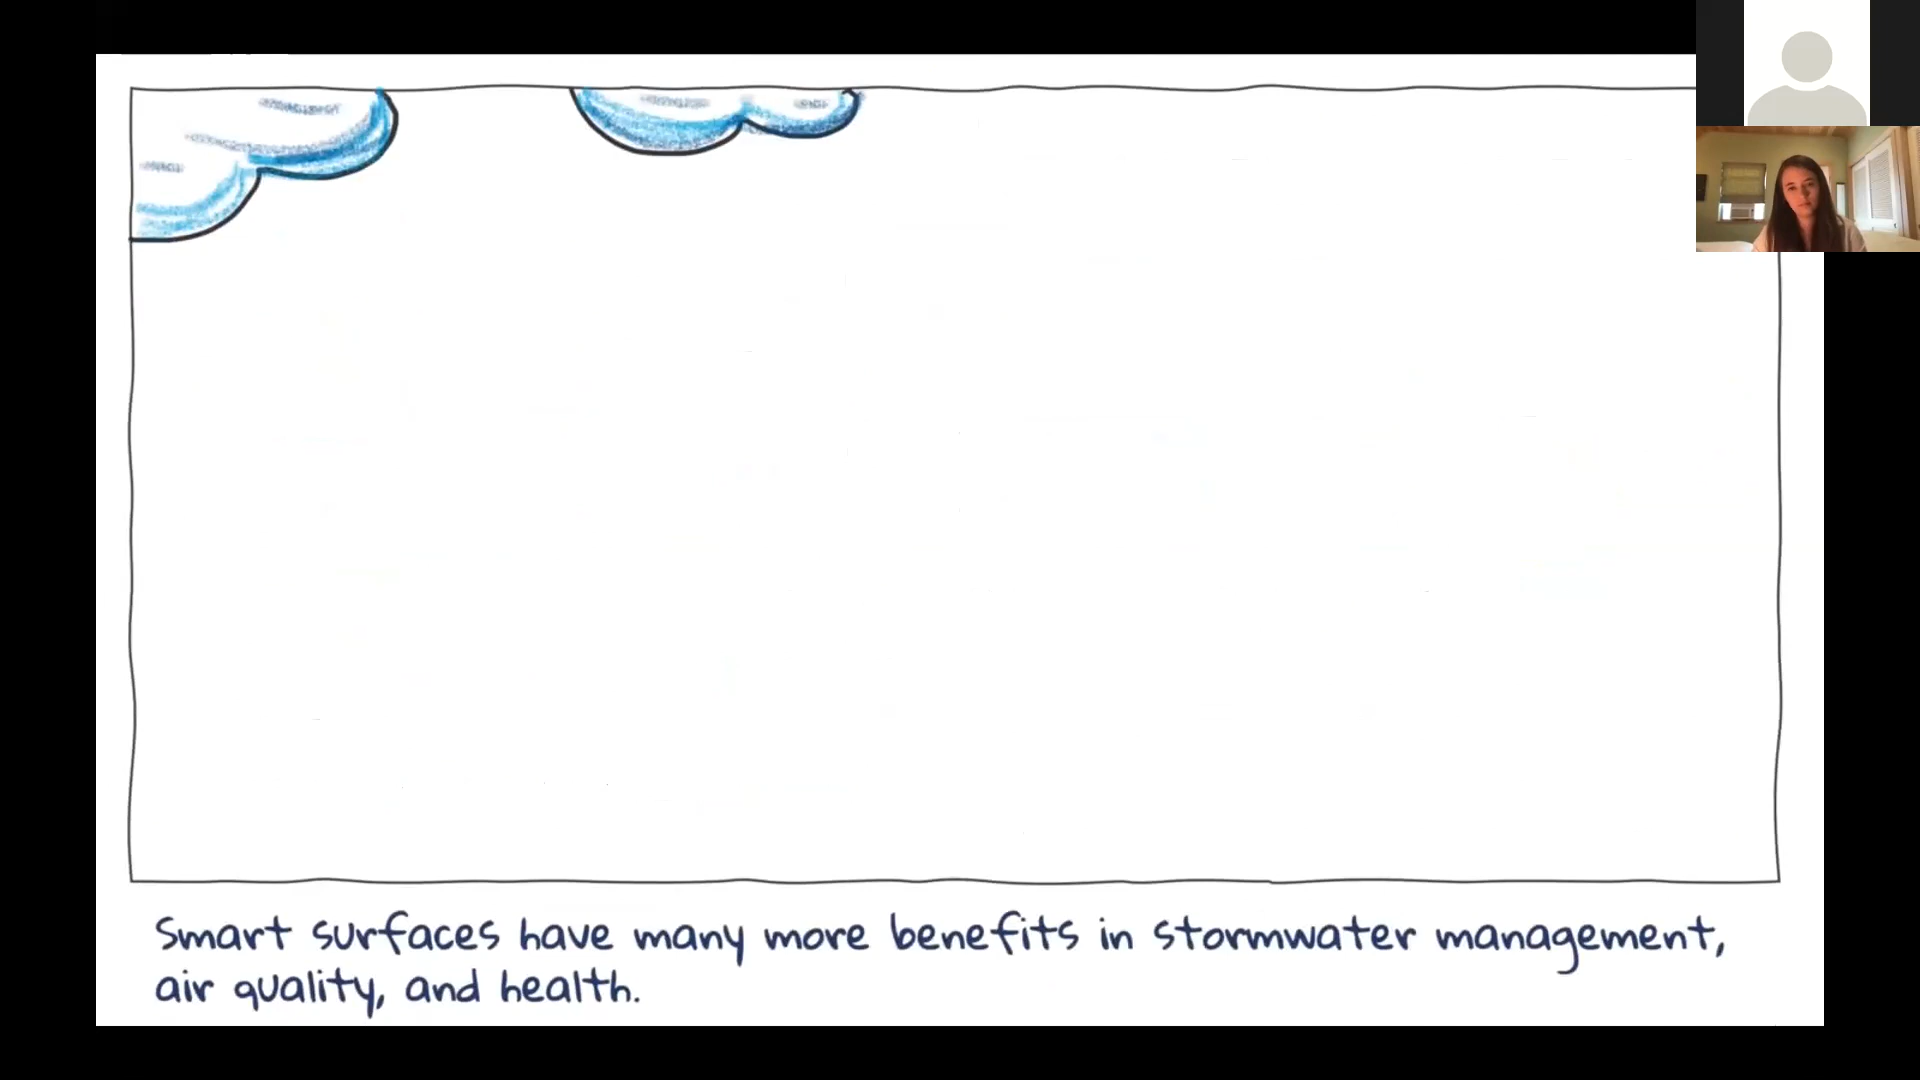 Smart surfaces have many more benefits in stormwater management,
air quality, and health.